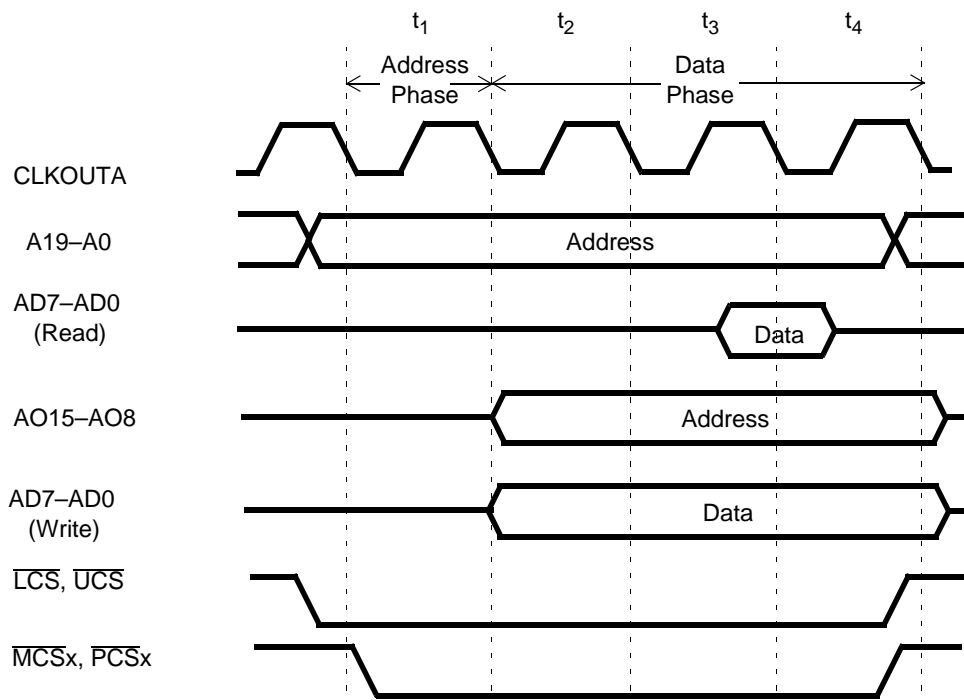 t1 t2 t3 t4
Address
Phase
Data
Phase
CLKOUTA
A19–A0
Address
AD7–AD0
(Read)
Data
AO15–AO8
Address
AD7–AD0
(Write)
Data
LCS, UCS
MCSx, PCSx